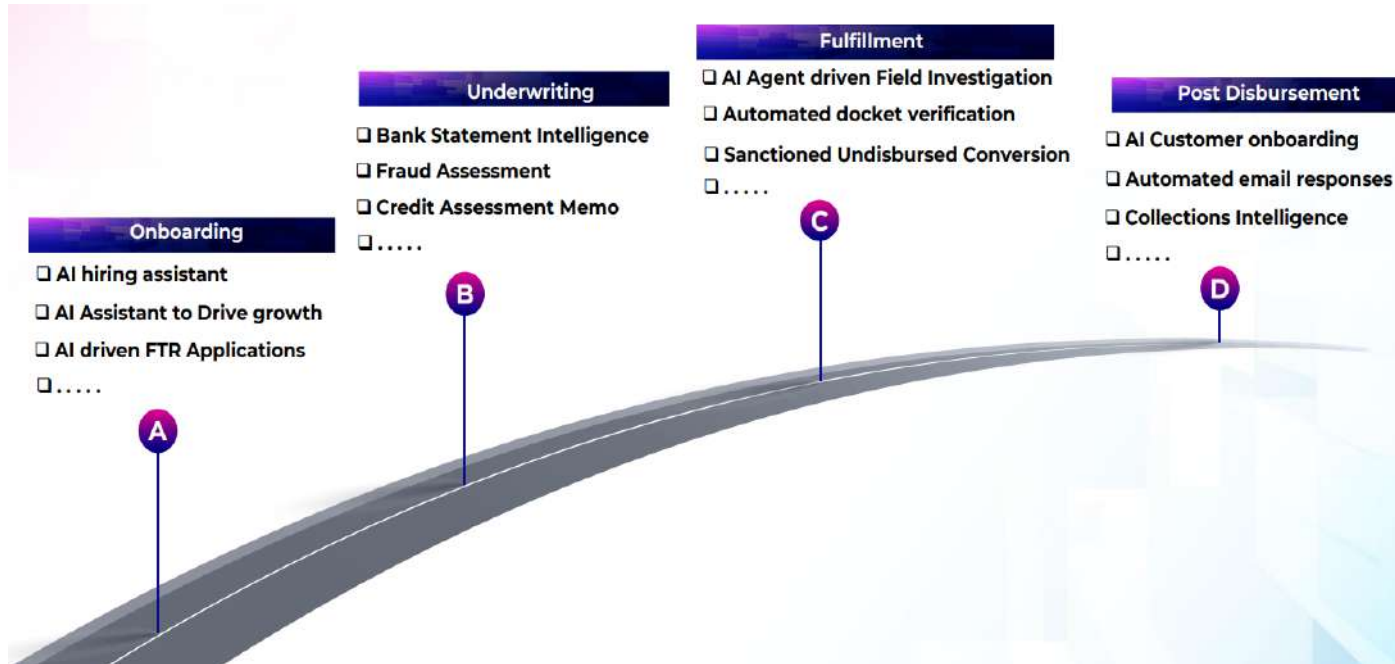 Onboarding
❑ AI hiring assistant
❑ AI Assistant to Drive growth
❑ AI driven FTR Applications
❑ . . . . .
A
Underwriting
❑ Bank Statement Intelligence
❑ Fraud Assessment
❑ Credit Assessment Memo
❑ . . . . .
B
Fulfillment
❑ AI Agent driven Field Investigation
❑ Automated docket verification
❑ Sanctioned Undisbursed Conversion
❑ . . . . .
C
Post Disbursement
❑ AI Customer onboarding
❑ Automated email responses
❑ Collections Intelligence
❑ . . . . .
D